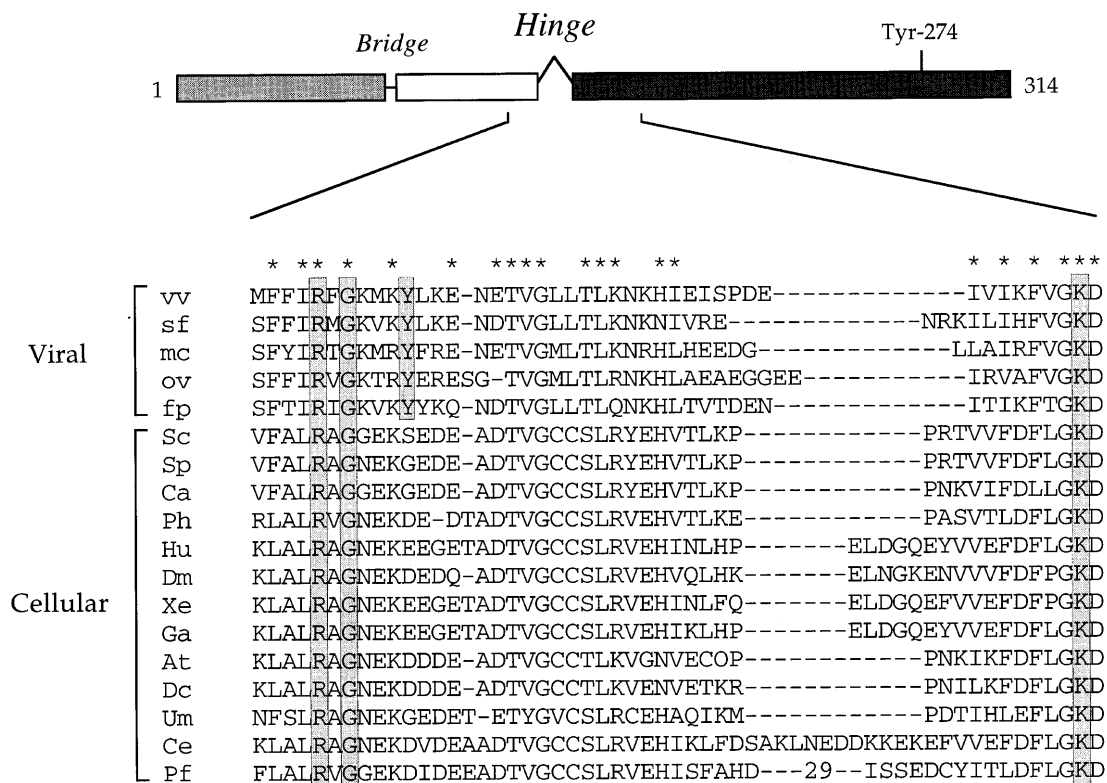 Hinge
Bridge
Tyr-274
1
314
* ** * * * **** *** ** * * * ***
Viral
vv MFFIRFGKMKYLKE-NETVGLLTLKNKHIEISPDE-------------IVIKFVGKD
sf SFFIRMGKVKYLKE-NDTVGLLTLKNKNIVRE-------------NRKILIHFVGKD
mc SFYIRTGKMRYFRE-NETVGMLTLKNRHLHEEDG-------------LLAIRFVGKD
ov SFFIRVGKTRYERESG-TVGMLTLRNKHLAEAEGGEE-----------IRVAFVGKD
fp SFTIRIGKVKYYKQ-NDTVGLLTLQNKHLTVTDEN-------------ITIKFTGKD
Cellular
Sc VFALRAGGEKSEDE-ADTVGCCSLRYEHVTLKP------------PRTVVFDFLGKD
Sp VFALRAGNEKGEDE-ADTVGCCSLRYEHVTLKP------------PRTVVFDFLGKD
Ca VFALRAGGEKGEDE-ADTVGCCSLRYEHVTLKP------------PNKVIFDLLGKD
Ph RLALRVGNEKDE-DTADTVGCCSLRVEHVTLKE------------PASVTLDFLGKD
Hu KLALRAGNEKEEGETADTVGCCSLRVEHINLHP-------ELDGQEYVVEFDFLGKD
Dm KLALRAGNEKDEDQ-ADTVGCCSLRVEHVQLHK-------ELNGKENVVVFDFPGKD
Xe KLALRAGNEKEEGETADTVGCCSLRVEHINLFQ-------ELDGQEFVVEFDFPGKD
Ga KLALRAGNEKEEGETADTVGCCSLRVEHIKLHP-------ELDGQEYVVEFDFLGKD
At KLALRAGNEKDDDE-ADTVGCCTLKVGNVECOP------------PNKIKFDFLGKD
Dc KLALRAGNEKDDDE-ADTVGCCTLKVENVETKR------------PNILKFDFLGKD
Um NFSLRAGNEKGEDET-ETYGVCSLRCEHAQIKM------------PDTIHLEFLGKD
Ce KLALRAGNEKDVDEAADTVGCCSLRVEHIKLFDSAKLNEDDKKEKEFVVEFDFLGKD
Pf FLALRVGGEKDIDEEAADTVGCCSLRVEHISFAHD---29---ISSEDCYITLDFLGKD